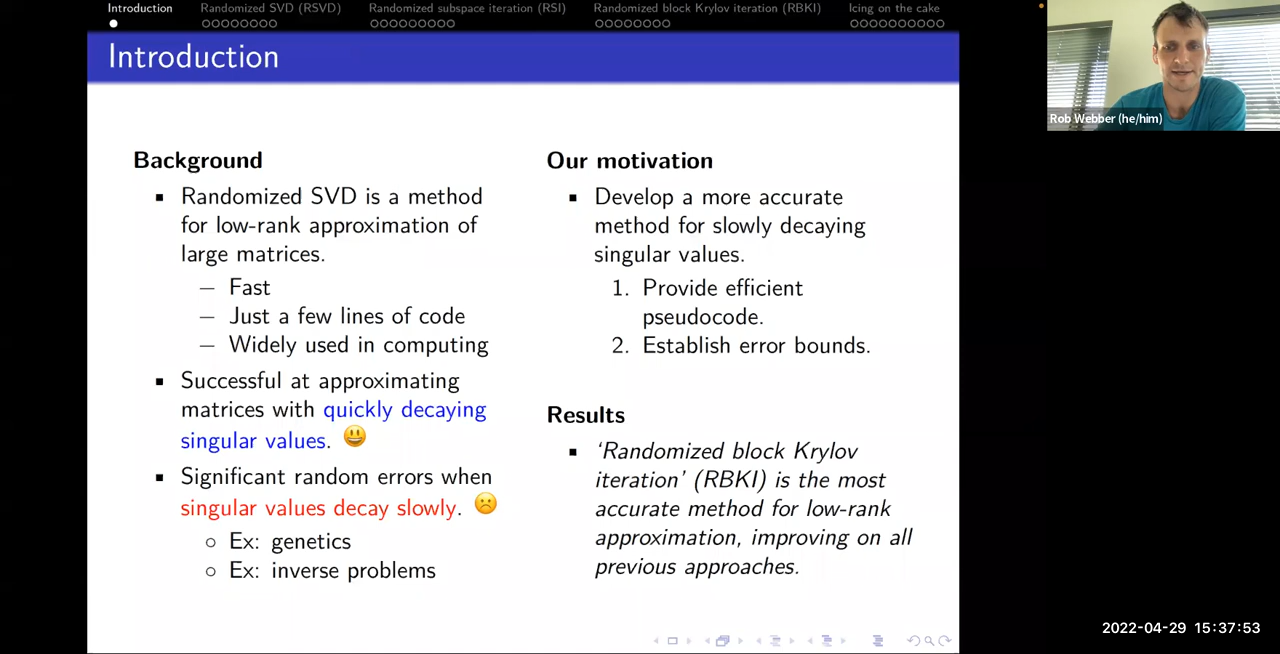 Introduction
Randomized SVD (RSVD)
Randomized subspace iteration (RSI)
Randomized block Krylov iteration (RBKI)
Icing on the cake
Introduction
Background
Randomized SVD is a method
for low-rank approximation of
large matrices.
– Fast
– Just a few lines of code
– Widely used in computing
Successful at approximating
matrices with quickly decaying
singular values. 😃
Significant random errors when
singular values decay slowly. ☹️
Ex: genetics
Ex: inverse problems
Our motivation
Develop a more accurate
method for slowly decaying
singular values.
1. Provide efficient
pseudocode.
2. Establish error bounds.
Results
‘Randomized block Krylov
iteration’ (RBKI) is the most
accurate method for low-rank
approximation, improving on all
previous approaches.
Rob Webber (he/him)
2022-04-29 15:37:53